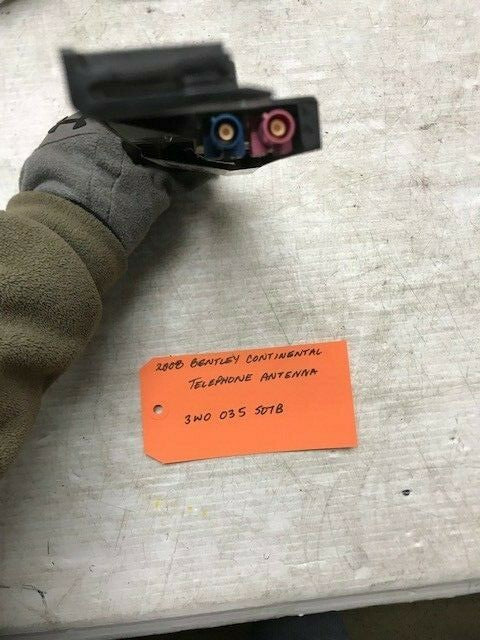 2008 BENTLEY CONTINENTAL
TELEPHONE ANTENNA
3W0 035 507B